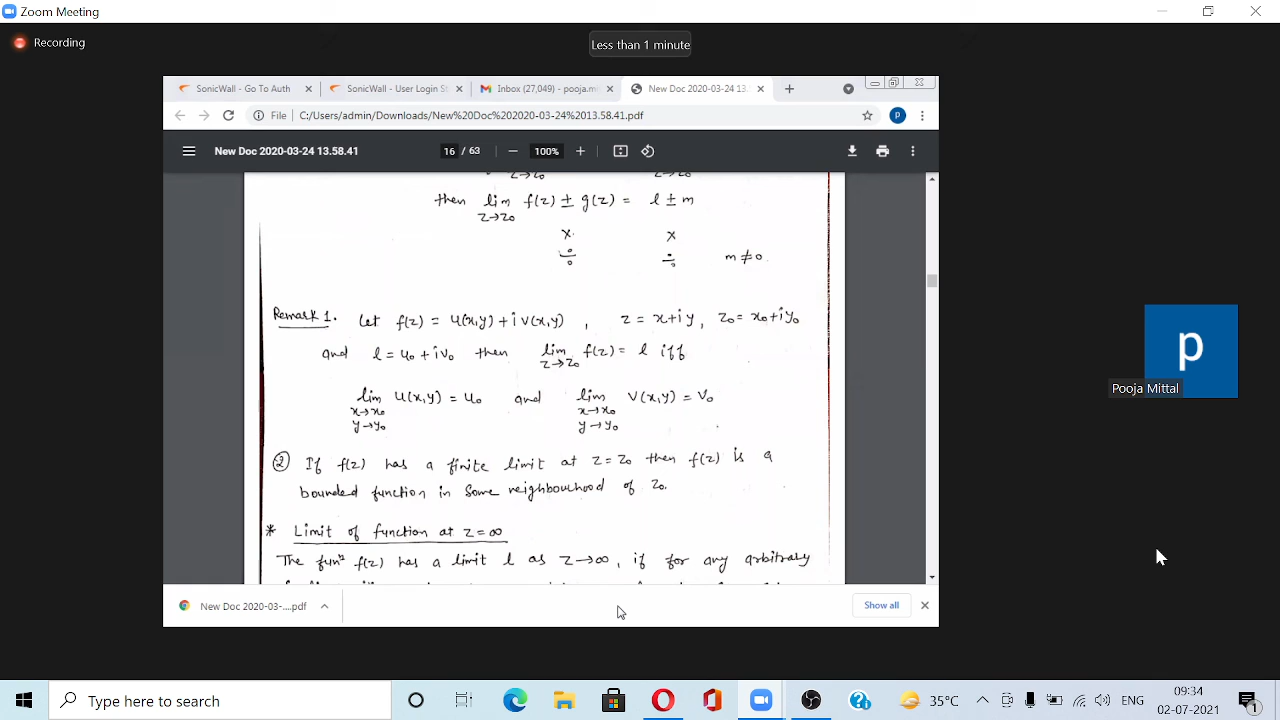 Zoom Meeting
Recording
Less than 1 minute
SonicWall - Go To Auth
SonicWall - User Login S
Inbox (27,049) - pooja.m
New Doc 2020-03-24 13.
File C:/Users/admin/Downloads/New%20Doc%202020-03-24%2013.58.41.pdf
p
New Doc 2020-03-24 13.58.41
16 / 63
100%
z→z₀ z→z₀
then lim f(z) ± g(z) = l ± m
z→z₀
x x
÷ ÷ m ≠ 0
Remark 1. Let f(z) = u(x,y) + i v(x,y) , z = x+iy, z₀ = x₀+iy₀
and l = u₀ + iv₀ then lim f(z) = l iff
z→z₀
lim u(x,y) = u₀ and lim v(x,y) = v₀
x→x₀ x→x₀
y→y₀ y→y₀
② If f(z) has a finite limit at z = z₀ then f(z) is a
bounded function in some neighbouhood of z₀.
* Limit of function at z = ∞
The funⁿ f(z) has a limit l as z→∞, if for any arbitrary
New Doc 2020-03-....pdf
Show all
p
Pooja Mittal
Type here to search
35°C
ENG
09:34
02-07-2021
1